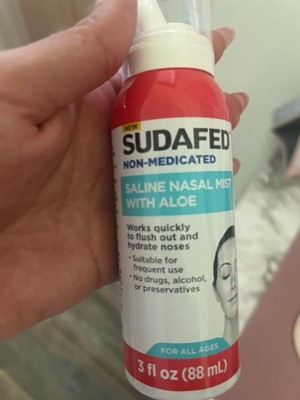 NEW
SUDAFED
NON-MEDICATED
SALINE NASAL MIST
WITH ALOE
Works quickly
to flush out and
hydrate noses
• Suitable for
frequent use
• No drugs, alcohol,
or preservatives
FOR ALL AGES
3 fl oz (88 mL)